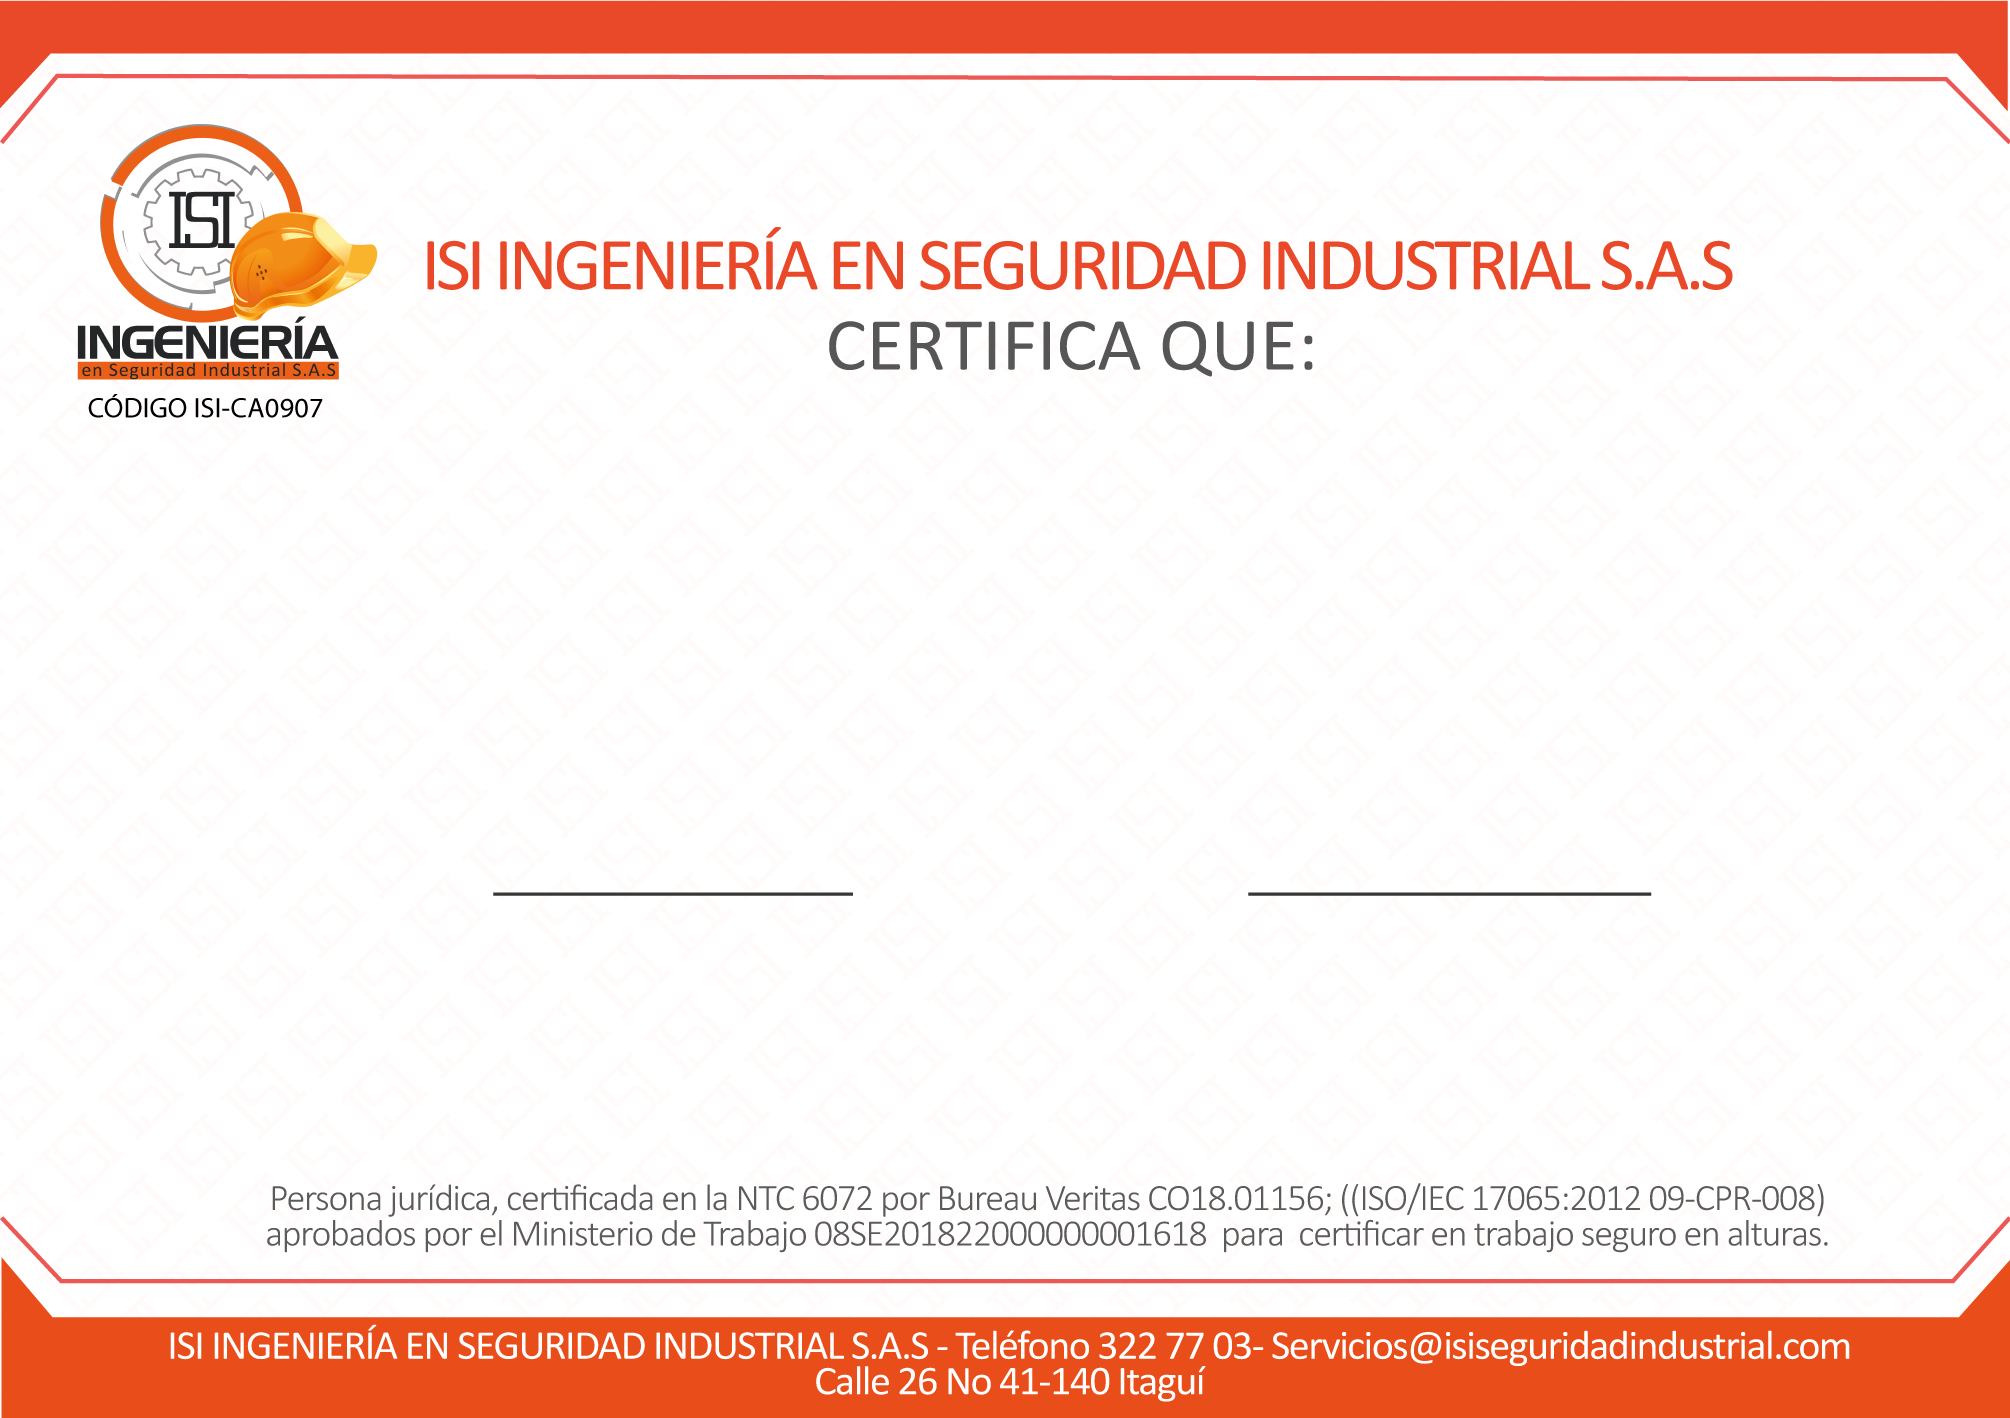 ISI
INGENIERÍA
en Seguridad Industrial S.A.S
CÓDIGO ISI-CA0907
ISI INGENIERÍA EN SEGURIDAD INDUSTRIAL S.A.S
CERTIFICA QUE:
Persona jurídica, certificada en la NTC 6072 por Bureau Veritas CO18.01156; ((ISO/IEC 17065:2012 09-CPR-008)
aprobados por el Ministerio de Trabajo 08SE201822000000001618 para certificar en trabajo seguro en alturas.
ISI INGENIERÍA EN SEGURIDAD INDUSTRIAL S.A.S - Teléfono 322 77 03- Servicios@isiseguridadindustrial.com
Calle 26 No 41-140 Itaguí